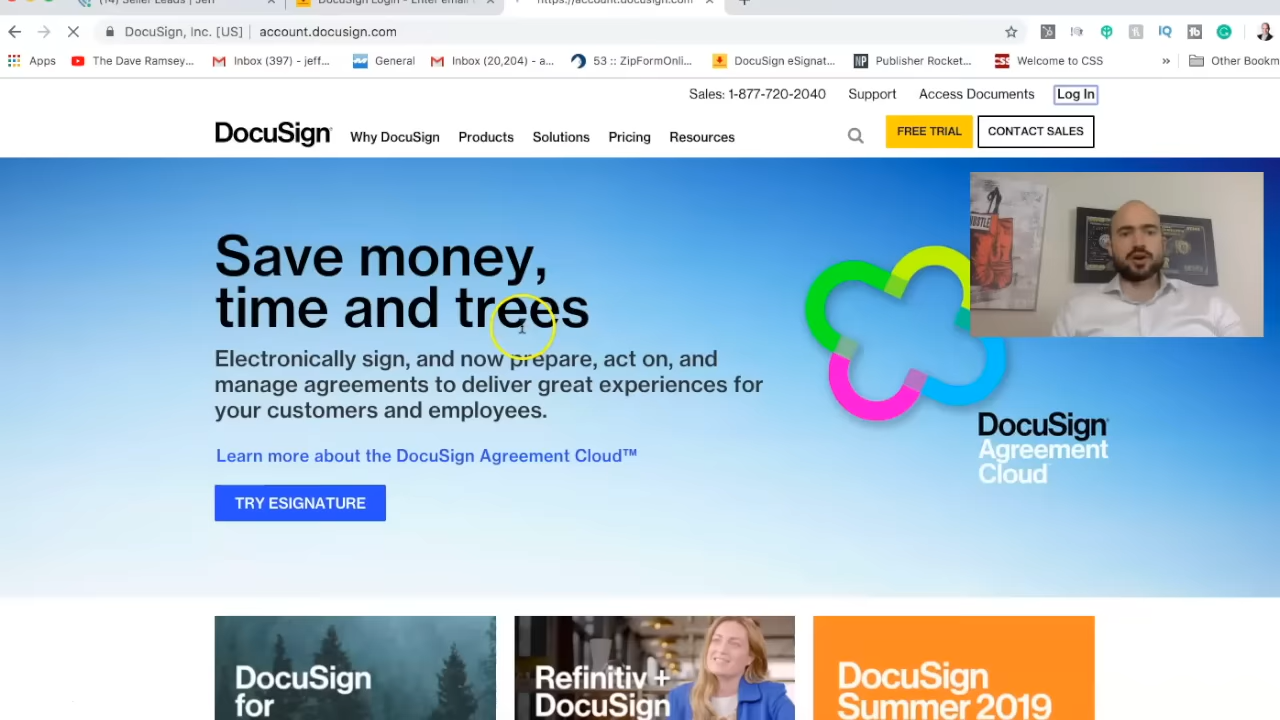 (14) Seller Leads | Jeff
DocuSign Login - Enter email
https://account.docusign.com
DocuSign, Inc. [US]
account.docusign.com
Apps
The Dave Ramsey...
Inbox (397) - jeff...
General
Inbox (20,204) - a...
53 :: ZipFormOnli...
DocuSign eSignat...
NP
Publisher Rocket...
CSS
Welcome to CSS
»
Other Bookm
Sales: 1-877-720-2040
Support
Access Documents
Log In
DocuSign
Why DocuSign
Products
Solutions
Pricing
Resources
FREE TRIAL
CONTACT SALES
Save money,
time and trees
Electronically sign, and now prepare, act on, and
manage agreements to deliver great experiences for
your customers and employees.
Learn more about the DocuSign Agreement Cloud™
TRY ESIGNATURE
HUSTLE
DocuSign
Agreement
Cloud
DocuSign
for
Refinitiv +
DocuSign
DocuSign
Summer 2019